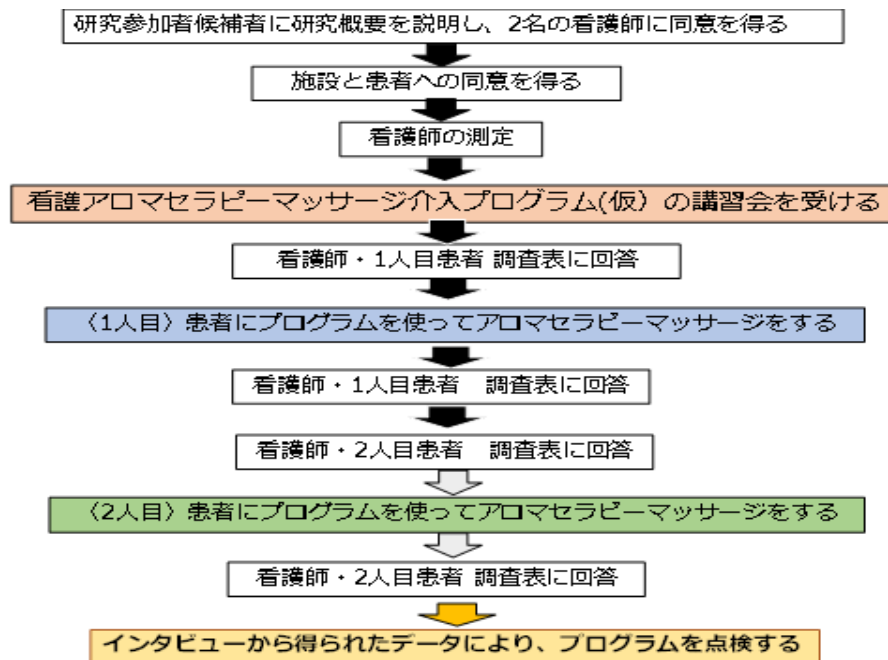 研究参加者候補者に研究概要を説明し、2名の看護師に同意を得る
施設と患者への同意を得る
看護師の測定
看護アロマセラピーマッサージ介入プログラム(仮）の講習会を受ける
看護師・1人目患者 調査表に回答
〈1人目〉患者にプログラムを使ってアロマセラピーマッサージをする
看護師・1人目患者　調査表に回答
看護師・2人目患者　調査表に回答
〈2人目〉患者にプログラムを使ってアロマセラピーマッサージをする
看護師・2人目患者 調査表に回答
インタビューから得られたデータにより、プログラムを点検する